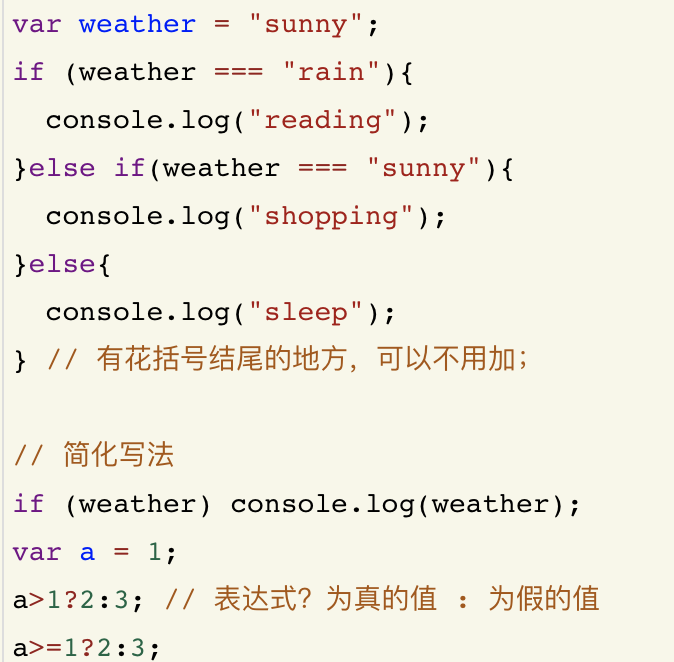 var weather = "sunny";
if (weather === "rain"){
  console.log("reading");
}else if(weather === "sunny"){
  console.log("shopping");
}else{
  console.log("sleep");
} // 有花括号结尾的地方，可以不用加；
// 简化写法
if (weather) console.log(weather);
var a = 1;
a>1?2:3; // 表达式？为真的值 ：为假的值
a>=1?2:3;